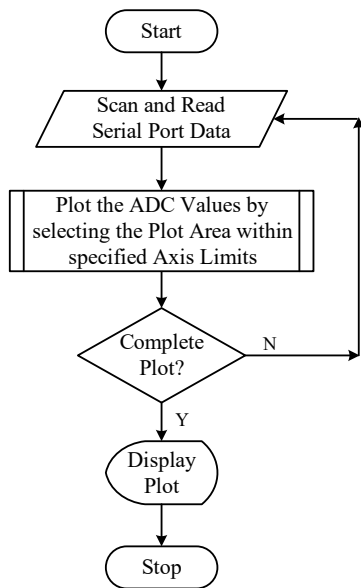 Start
Scan and Read
Serial Port Data
Plot the ADC Values by
selecting the Plot Area within
specified Axis Limits
Complete
Plot?
N
Y
Display
Plot
Stop